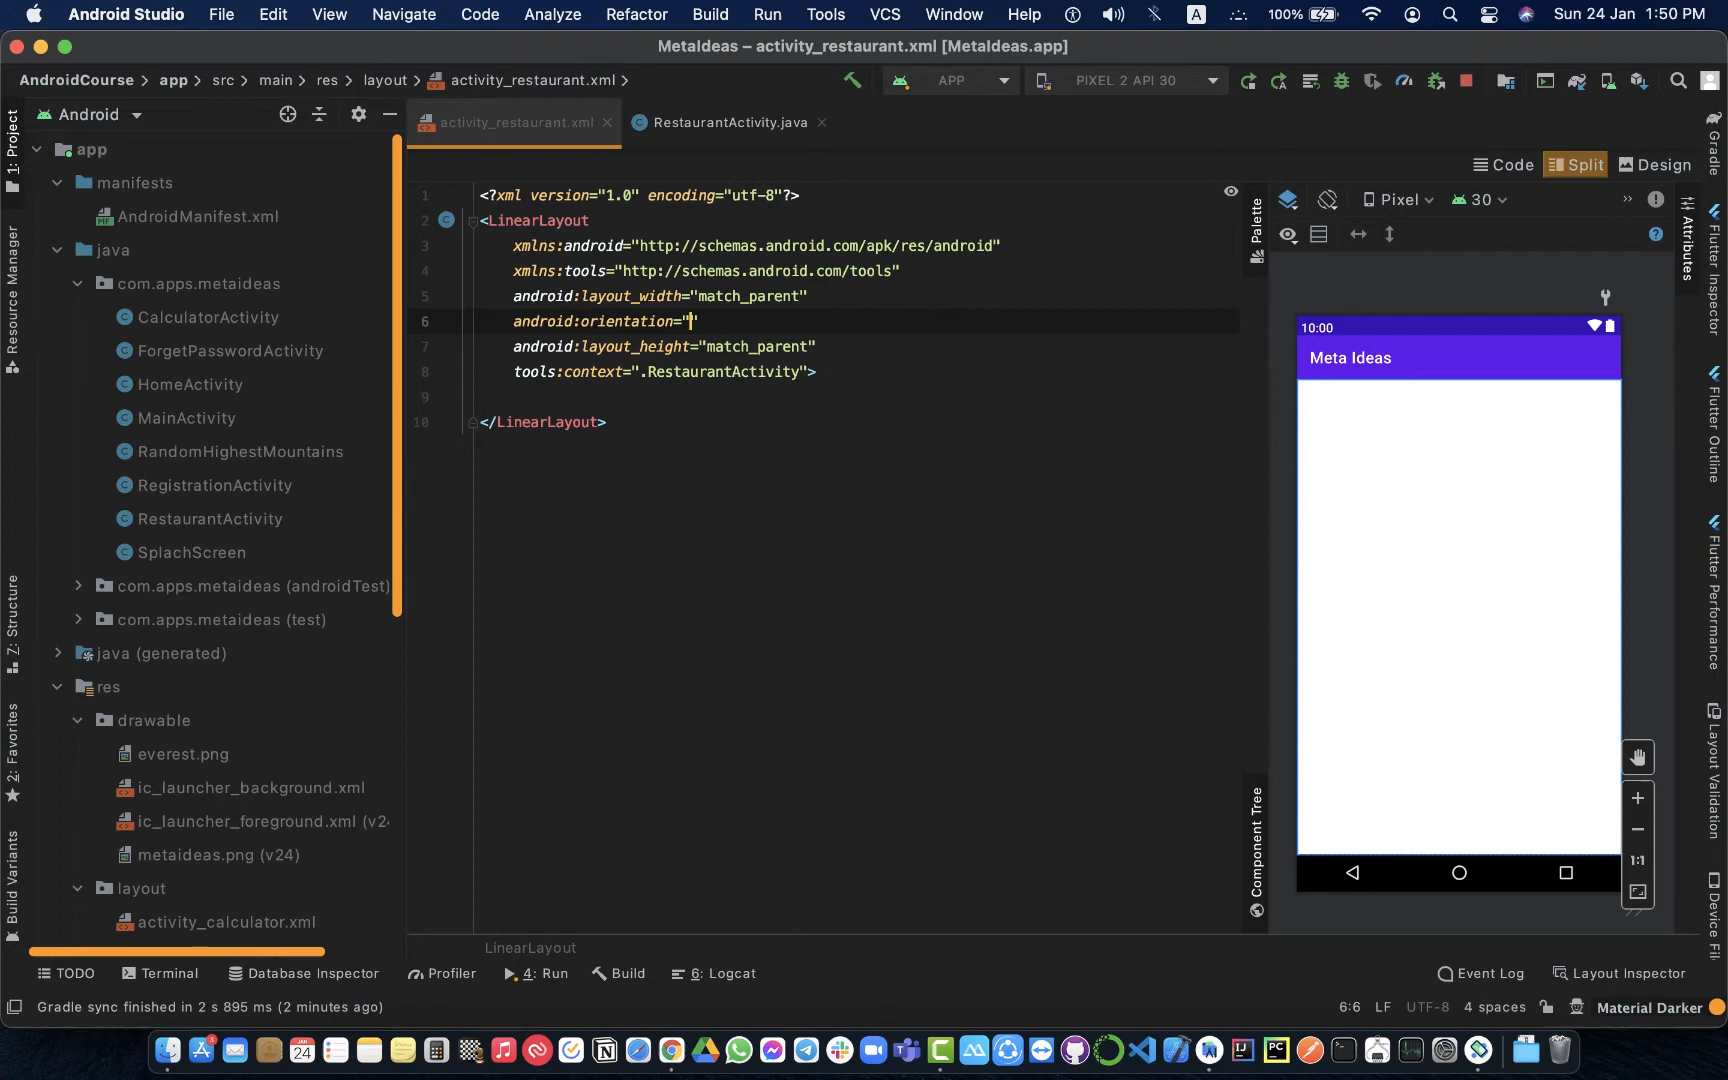 Android Studio File Edit View Navigate Code Analyze Refactor Build Run Tools VCS Window Help A 100% Sun 24 Jan 1:50 PM
MetaIdeas – activity_restaurant.xml [MetaIdeas.app]
AndroidCourse app src main res layout activity_restaurant.xml APP PIXEL 2 API 30
Android activity_restaurant.xml RestaurantActivity.java
Code Split Design
Pixel 30
1: Project
Resource Manager
Z: Structure
2: Favorites
Build Variants
app
manifests
AndroidManifest.xml
java
com.apps.metaideas
CalculatorActivity
ForgetPasswordActivity
HomeActivity
MainActivity
RandomHighestMountains
RegistrationActivity
RestaurantActivity
SplachScreen
com.apps.metaideas (androidTest)
com.apps.metaideas (test)
java (generated)
res
drawable
everest.png
ic_launcher_background.xml
ic_launcher_foreground.xml (v24
metaideas.png (v24)
layout
activity_calculator.xml
1 <?xml version="1.0" encoding="utf-8"?>
2 <LinearLayout
3 xmlns:android="http://schemas.android.com/apk/res/android"
4 xmlns:tools="http://schemas.android.com/tools"
5 android:layout_width="match_parent"
6 android:orientation=""
7 android:layout_height="match_parent"
8 tools:context=".RestaurantActivity">
9
10 </LinearLayout>
LinearLayout
Palette
Component Tree
10:00
Meta Ideas
1:1
Attributes
Gradle
Flutter Inspector
Flutter Outline
Flutter Performance
Layout Validation
Device Fil
TODO Terminal Database Inspector Profiler 4: Run Build 6: Logcat Event Log Layout Inspector
Gradle sync finished in 2 s 895 ms (2 minutes ago) 6:6 LF UTF-8 4 spaces Material Darker